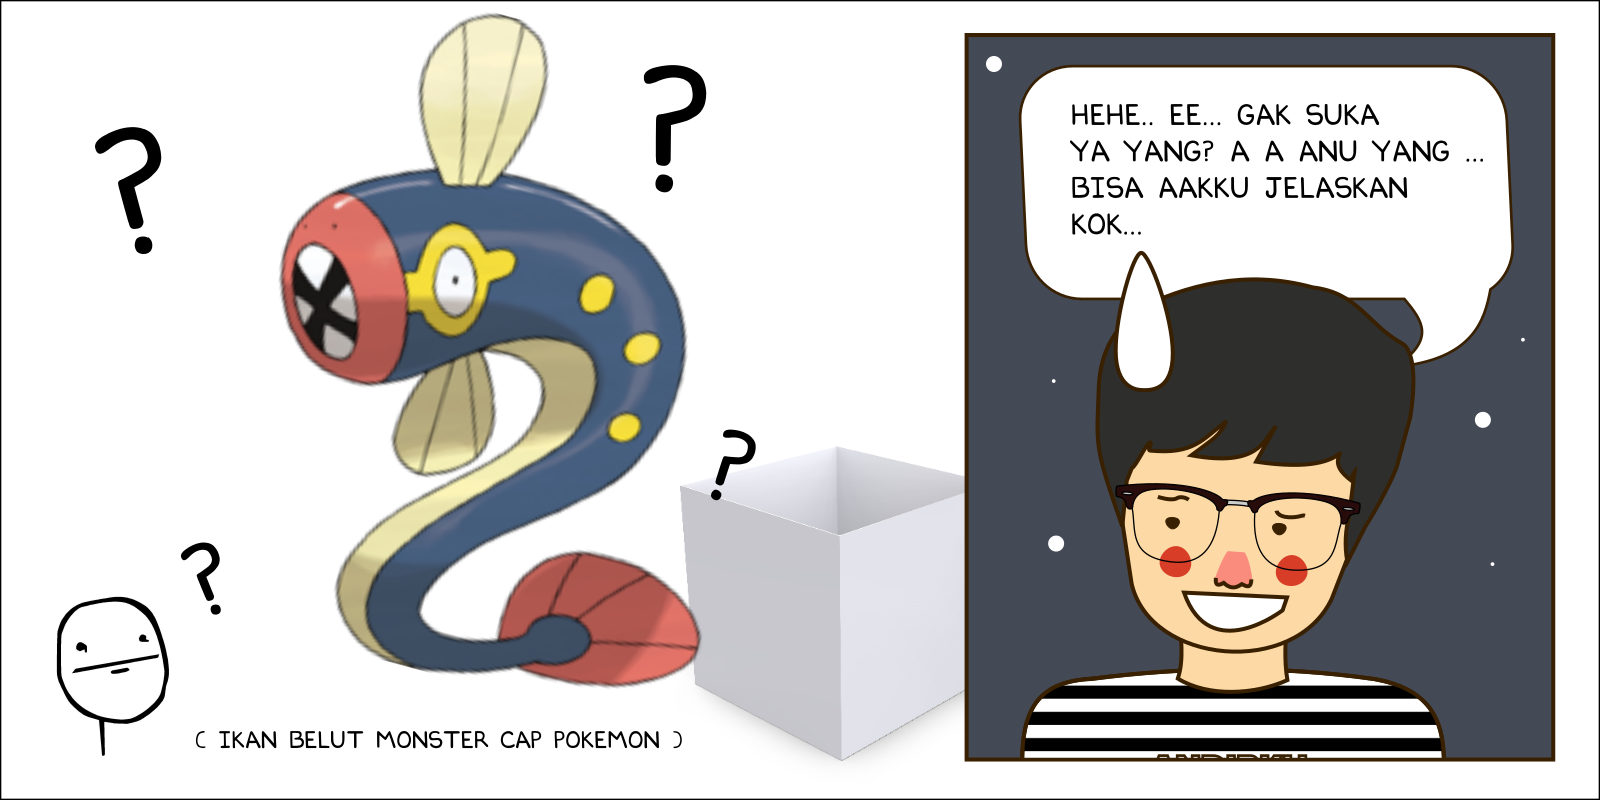 ?
?
HEHE.. EE... GAK SUKA
YA YANG? A A ANU YANG ...
BISA AAKKU JELASKAN
KOK...
?
?
( IKAN BELUT MONSTER CAP POKEMON )